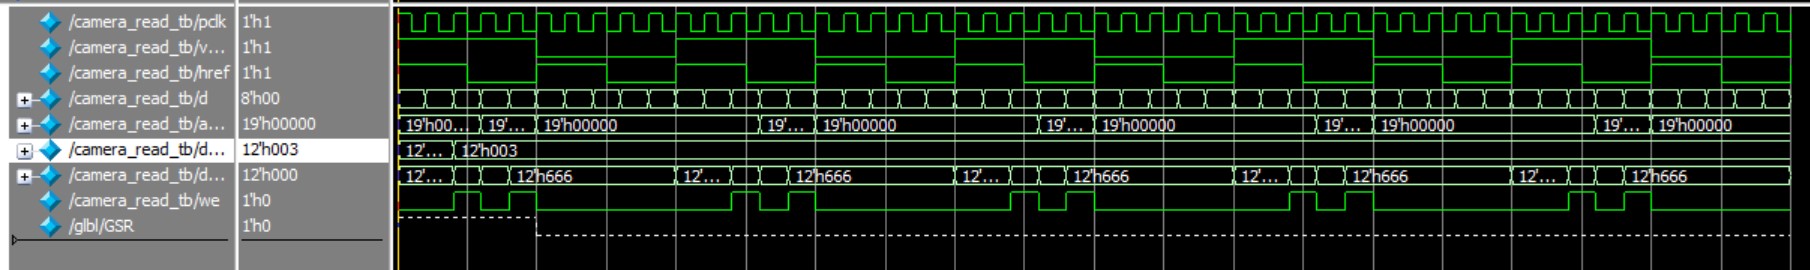 /camera_read_tb/pclk 1'h1
/camera_read_tb/v... 1'h1
/camera_read_tb/href 1'h1
/camera_read_tb/d 8'h00
/camera_read_tb/a... 19'h00000 19'h00... 19'... 19'h00000 19'... 19'h00000 19'... 19'h00000 19'... 19'h00000 19'... 19'h00000
/camera_read_tb/d... 12'h003 12'... 12'h003
/camera_read_tb/d... 12'h000 12'... 12'h666 12'... 12'h666 12'... 12'h666 12'... 12'h666 12'... 12'h666
/camera_read_tb/we 1'h0
/glbl/GSR 1'h0